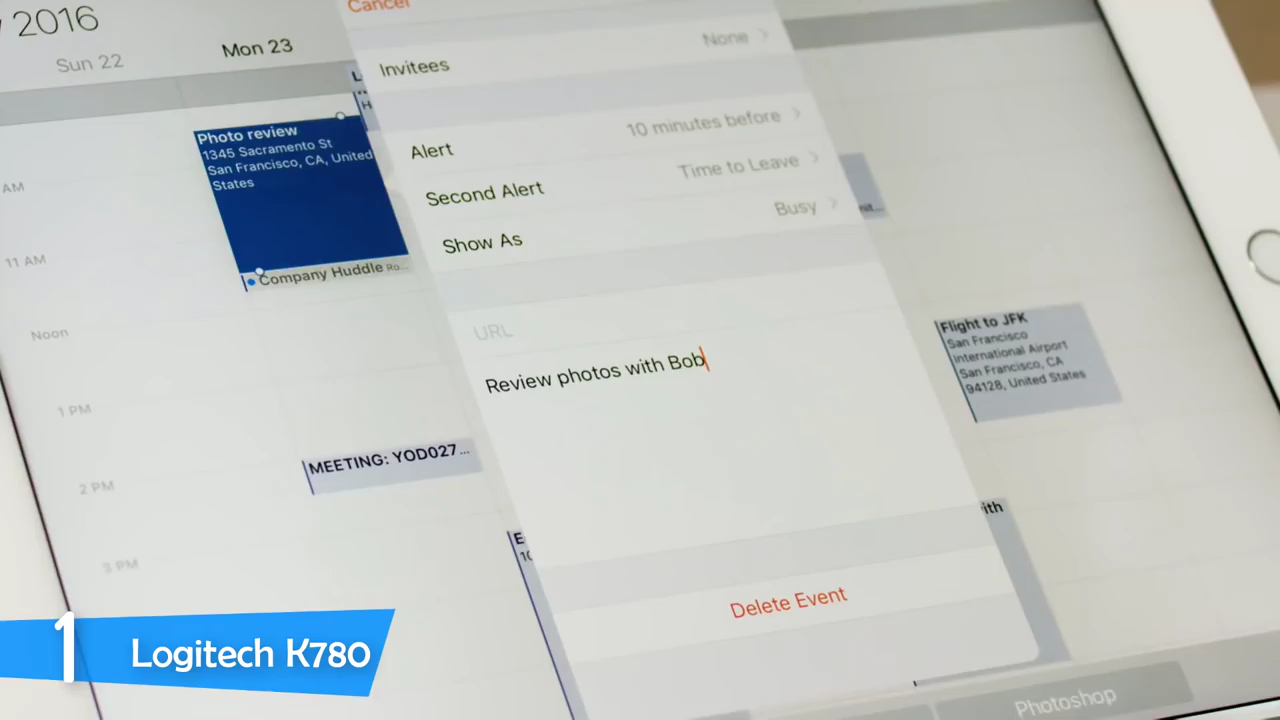 2016
Sun 22
Mon 23
Cancel
Invitees
None
Alert
10 minutes before
Second Alert
Time to Leave
Show As
Busy
URL
Review photos with Bob
Delete Event
Photo review
1345 Sacramento St
San Francisco, CA, United
States
Company Huddle Ro...
AM
11 AM
Noon
1 PM
2 PM
3 PM
MEETING: YOD027...
Flight to JFK
San Francisco
International Airport
San Francisco, CA
94128, United States
Photoshop
1
Logitech K780